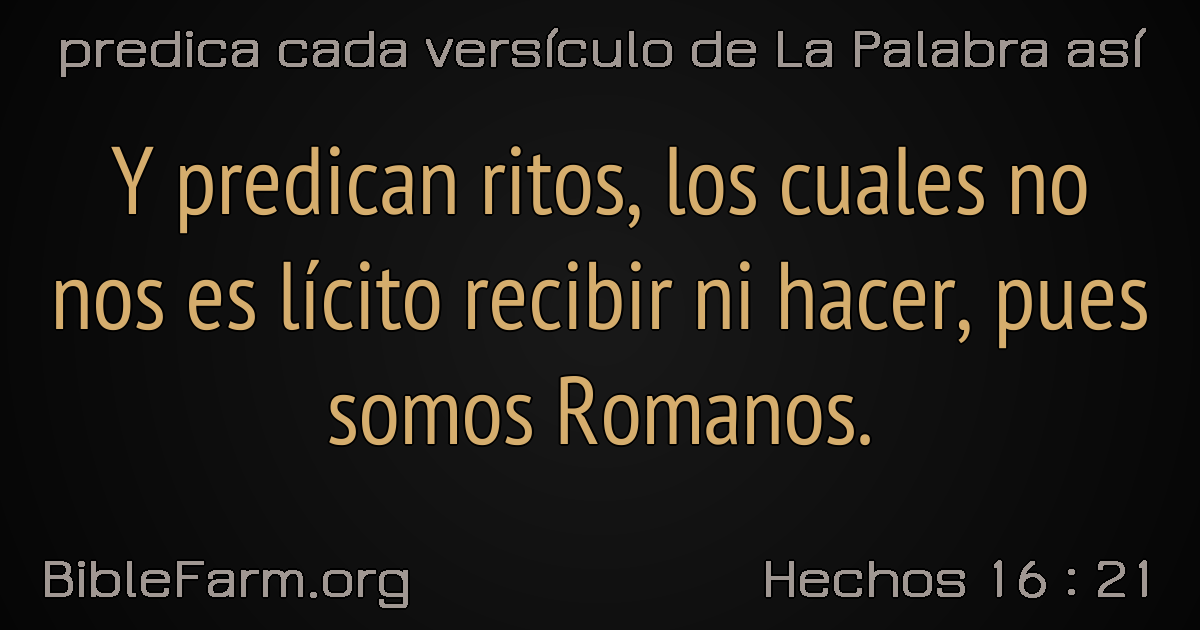 predica cada versículo de La Palabra así
Y predican ritos, los cuales no
nos es lícito recibir ni hacer, pues
somos Romanos.
BibleFarm.org
Hechos 16 : 21